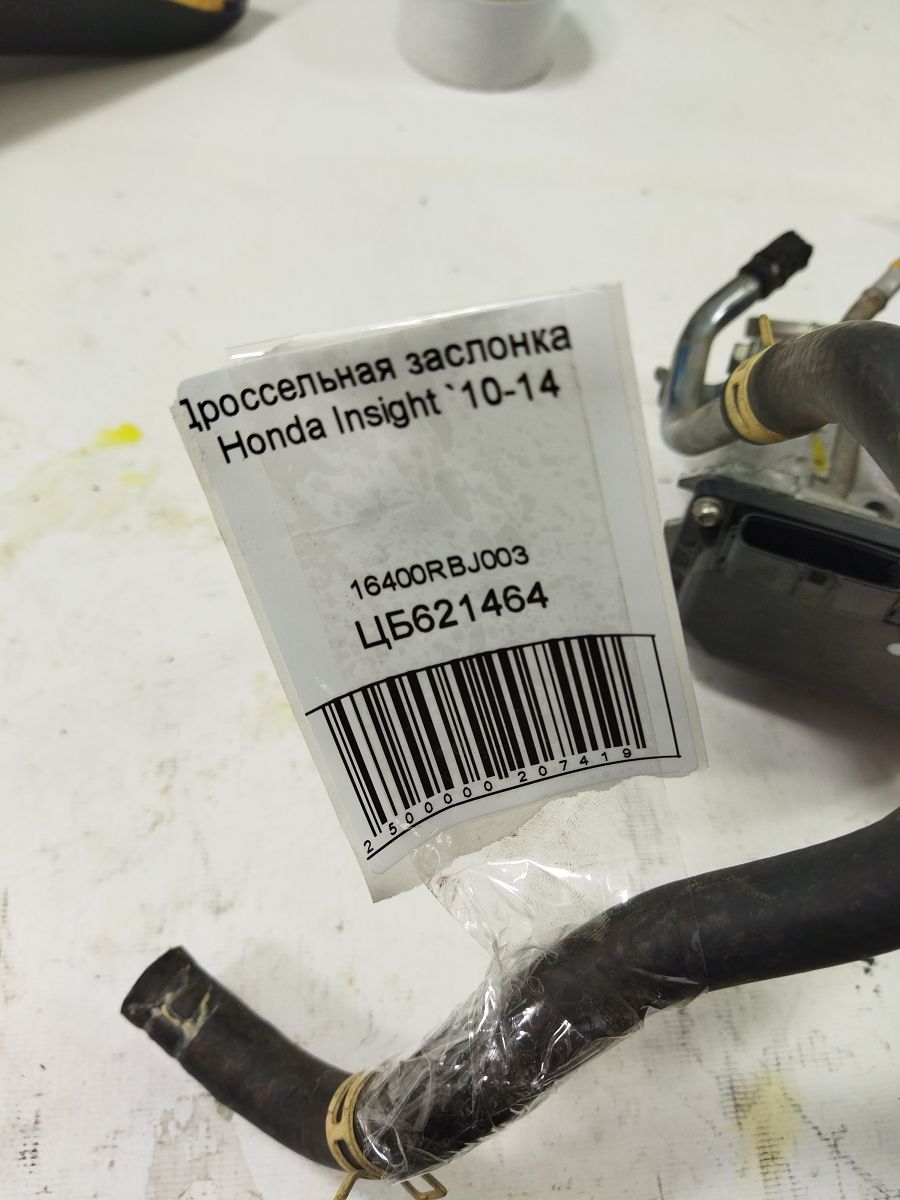 Дроссельная заслонка
Honda Insight `10-14
16400RBJ003
ЦБ621464
2500000207419